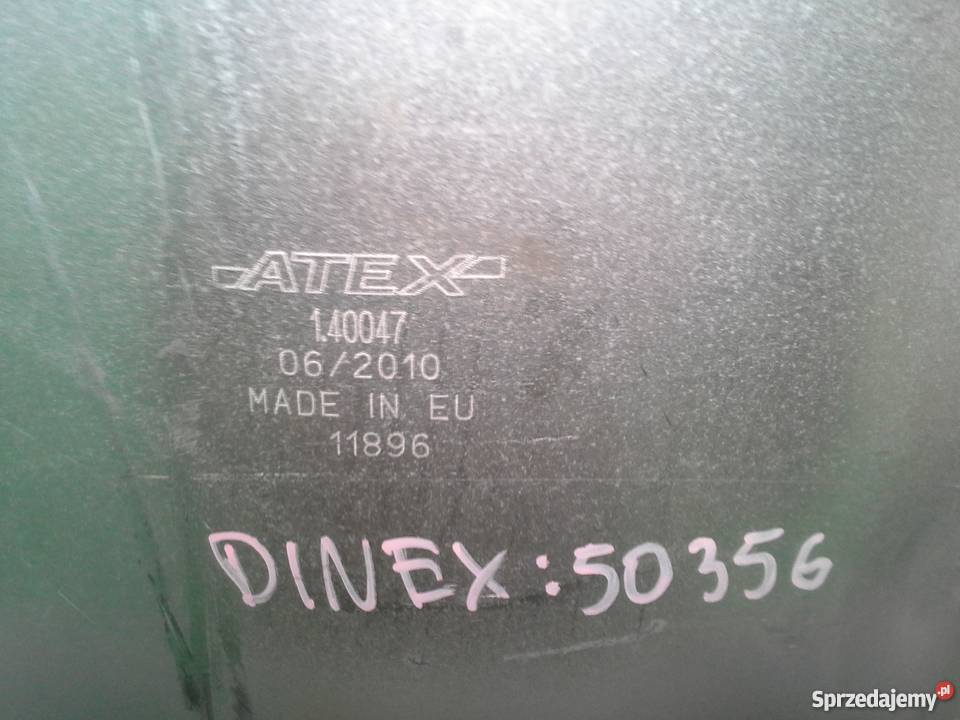 ATEX
1.40047
06/2010
MADE IN EU
11896
DINEX: 50356
Sprzedajemy.pl